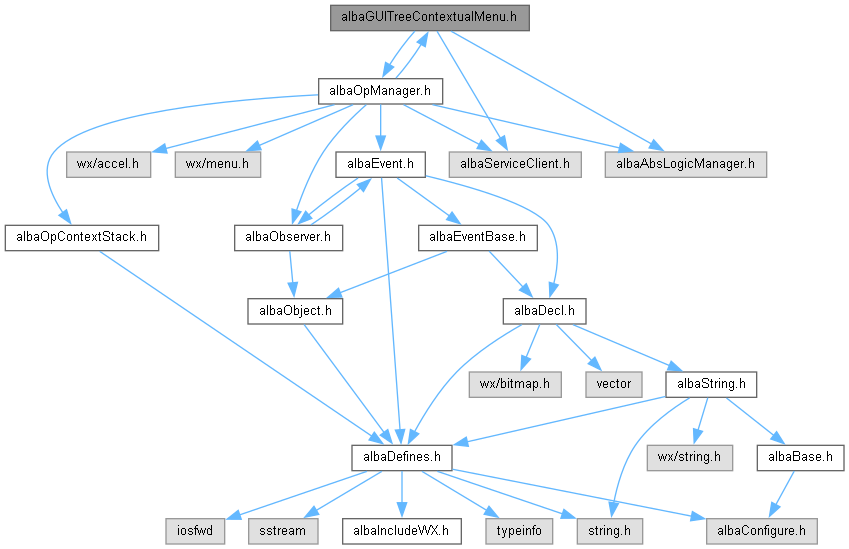 albaGUITreeContextualMenu.h
albaOpManager.h
wx/accel.h
wx/menu.h
albaEvent.h
albaServiceClient.h
albaAbsLogicManager.h
albaOpContextStack.h
albaObserver.h
albaEventBase.h
albaObject.h
albaDecl.h
wx/bitmap.h
vector
albaString.h
albaDefines.h
wx/string.h
albaBase.h
iosfwd
sstream
albaIncludeWX.h
typeinfo
string.h
albaConfigure.h